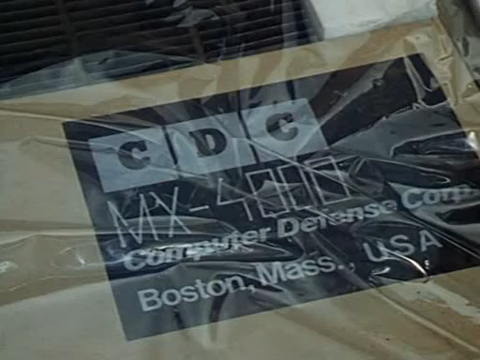 CDC
MX-4000
Computer Defense Corp.
Boston, Mass., USA